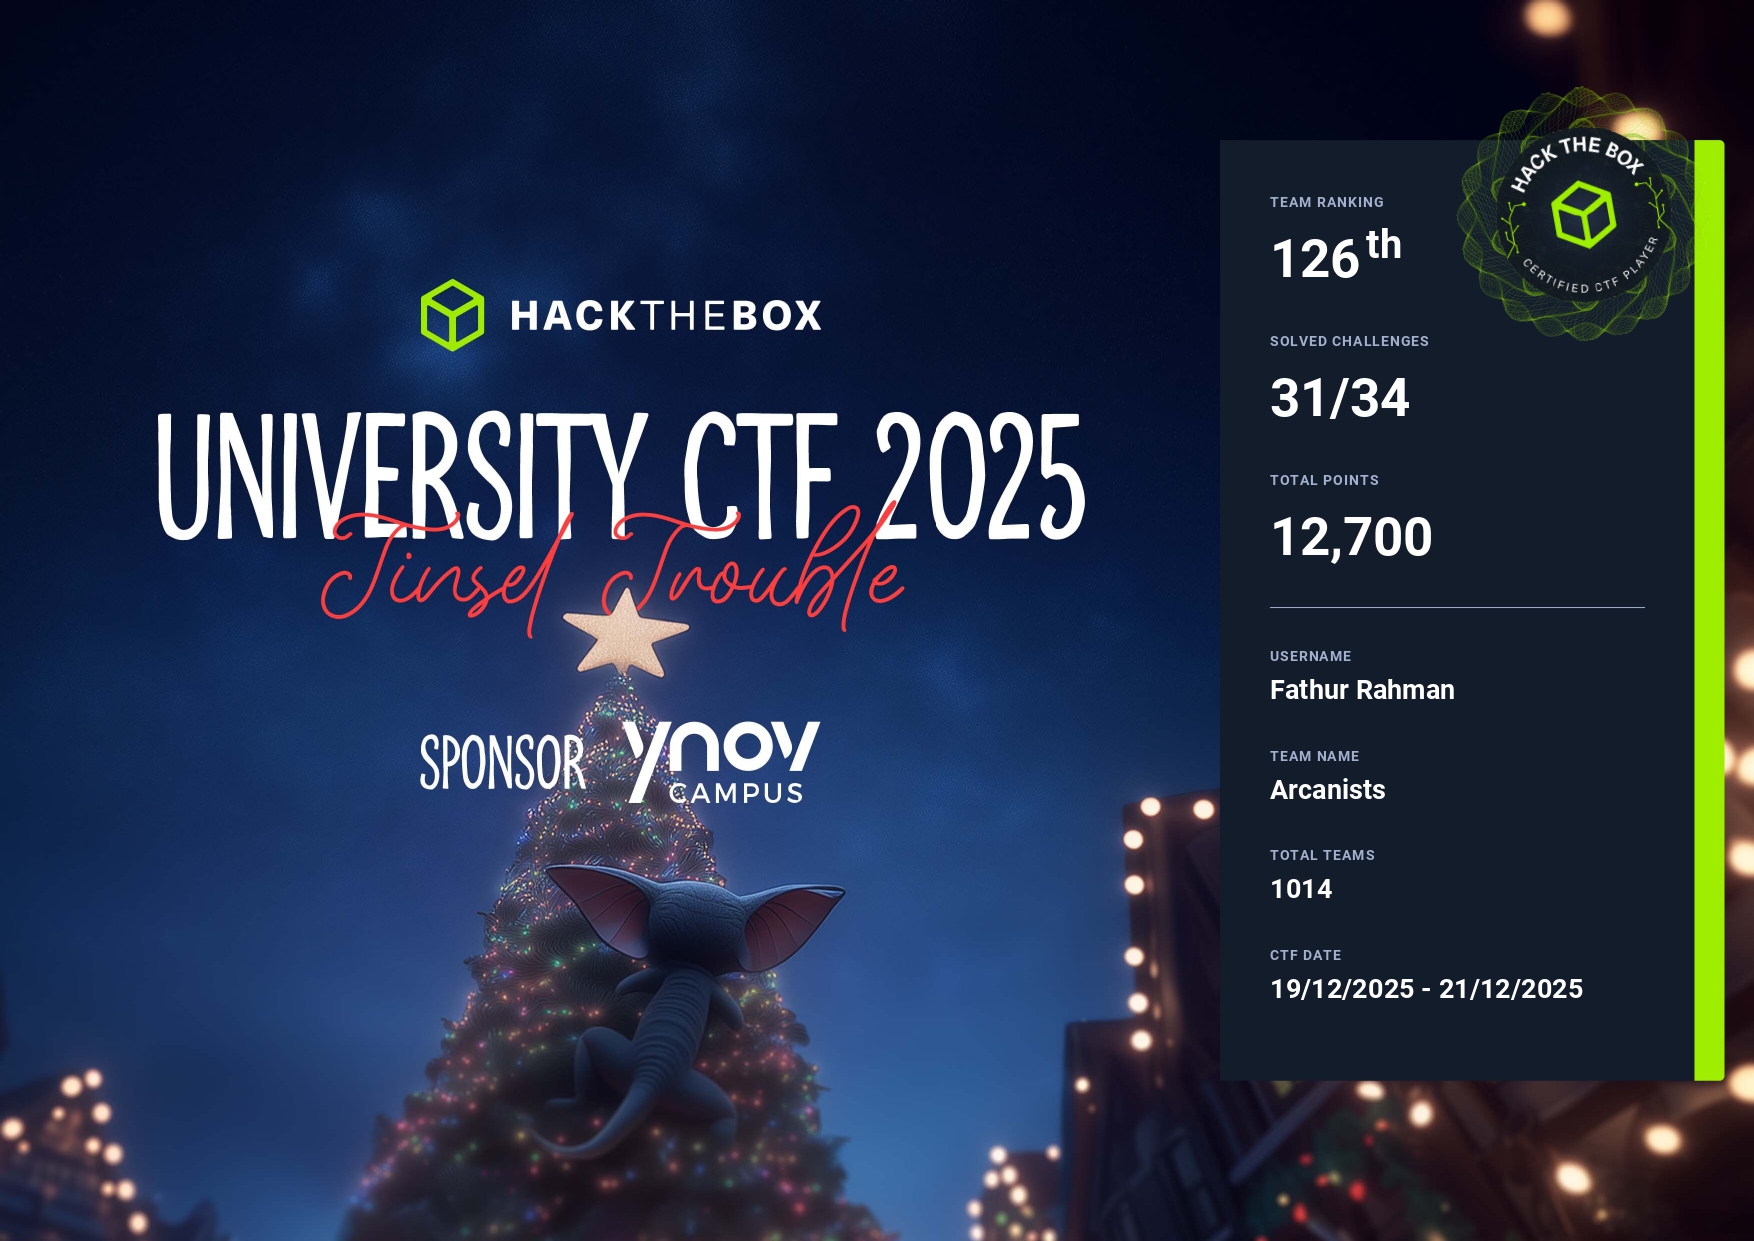 HACKTHEBOX
UNIVERSITY CTF 2025
Tinsel Trouble
SPONSOR ynov
CAMPUS
HACK THE BOX
CERTIFIED CTF PLAYER
TEAM RANKING
126th
SOLVED CHALLENGES
31/34
TOTAL POINTS
12,700
USERNAME
Fathur Rahman
TEAM NAME
Arcanists
TOTAL TEAMS
1014
CTF DATE
19/12/2025 - 21/12/2025